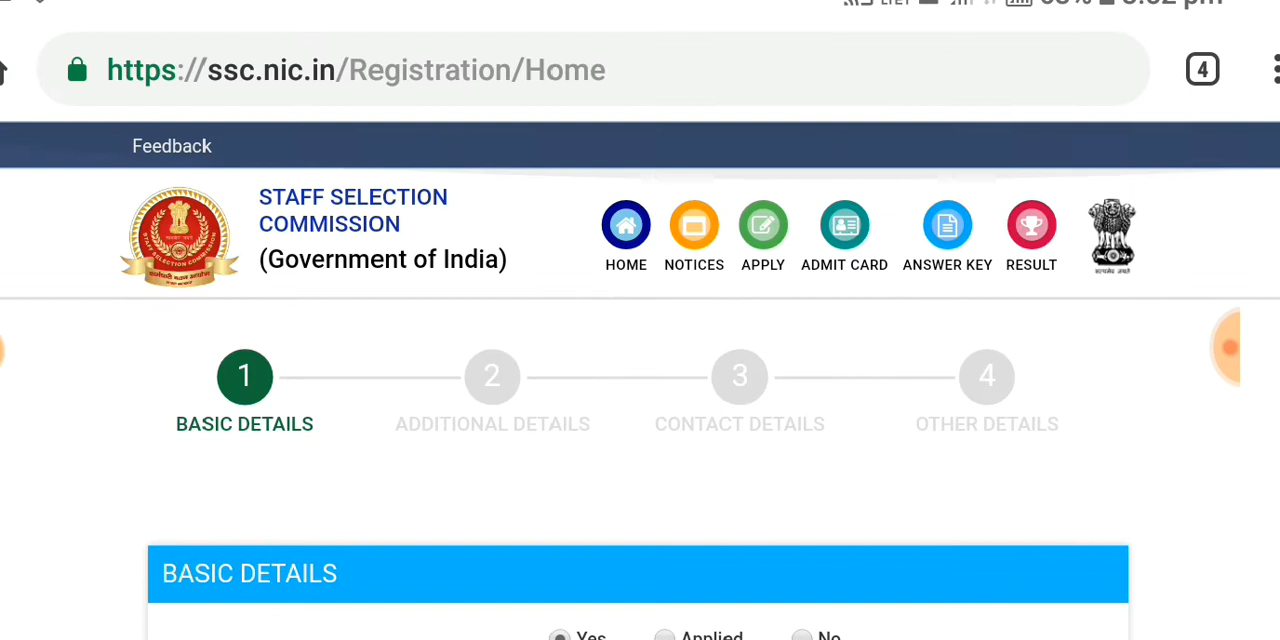 https://ssc.nic.in/Registration/Home
4
Feedback
STAFF SELECTION
COMMISSION
(Government of India)
HOME NOTICES APPLY ADMIT CARD ANSWER KEY RESULT
1 2 3 4
BASIC DETAILS ADDITIONAL DETAILS CONTACT DETAILS OTHER DETAILS
BASIC DETAILS
Yes Applied No